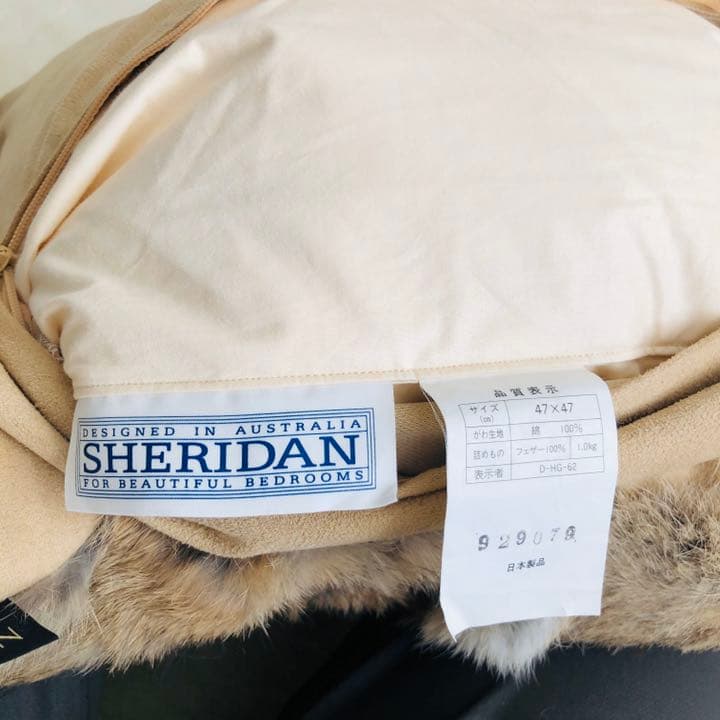 DESIGNED IN AUSTRALIA
SHERIDAN
FOR BEAUTIFUL BEDROOMS
品質表示
サイズ(cm) 47×47
がわ生地 綿 100%
詰めもの フェザー100% 1.0kg
表示者 D-HG-62
929079
日本製品